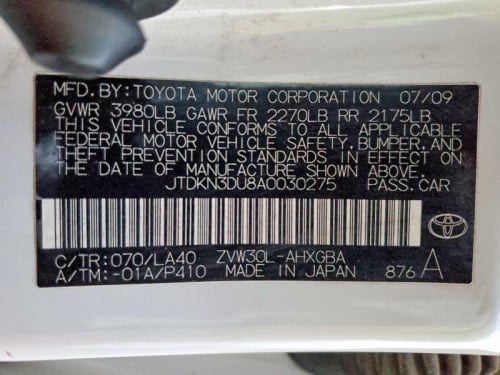 MFD. BY: TOYOTA MOTOR CORPORATION 07/09
GVWR 3980LB GAWR FR 2270LB RR 2175LB
THIS VEHICLE CONFORMS TO ALL APPLICABLE
FEDERAL MOTOR VEHICLE SAFETY, BUMPER, AND
THEFT PREVENTION STANDARDS IN EFFECT ON
THE DATE OF MANUFACTURE SHOWN ABOVE.
JTDKN3DU8A0030275 PASS.CAR
C/TR: 070/LA40 ZVW30L-AHXGBA
A/TM: -01A/P410 MADE IN JAPAN 876 A